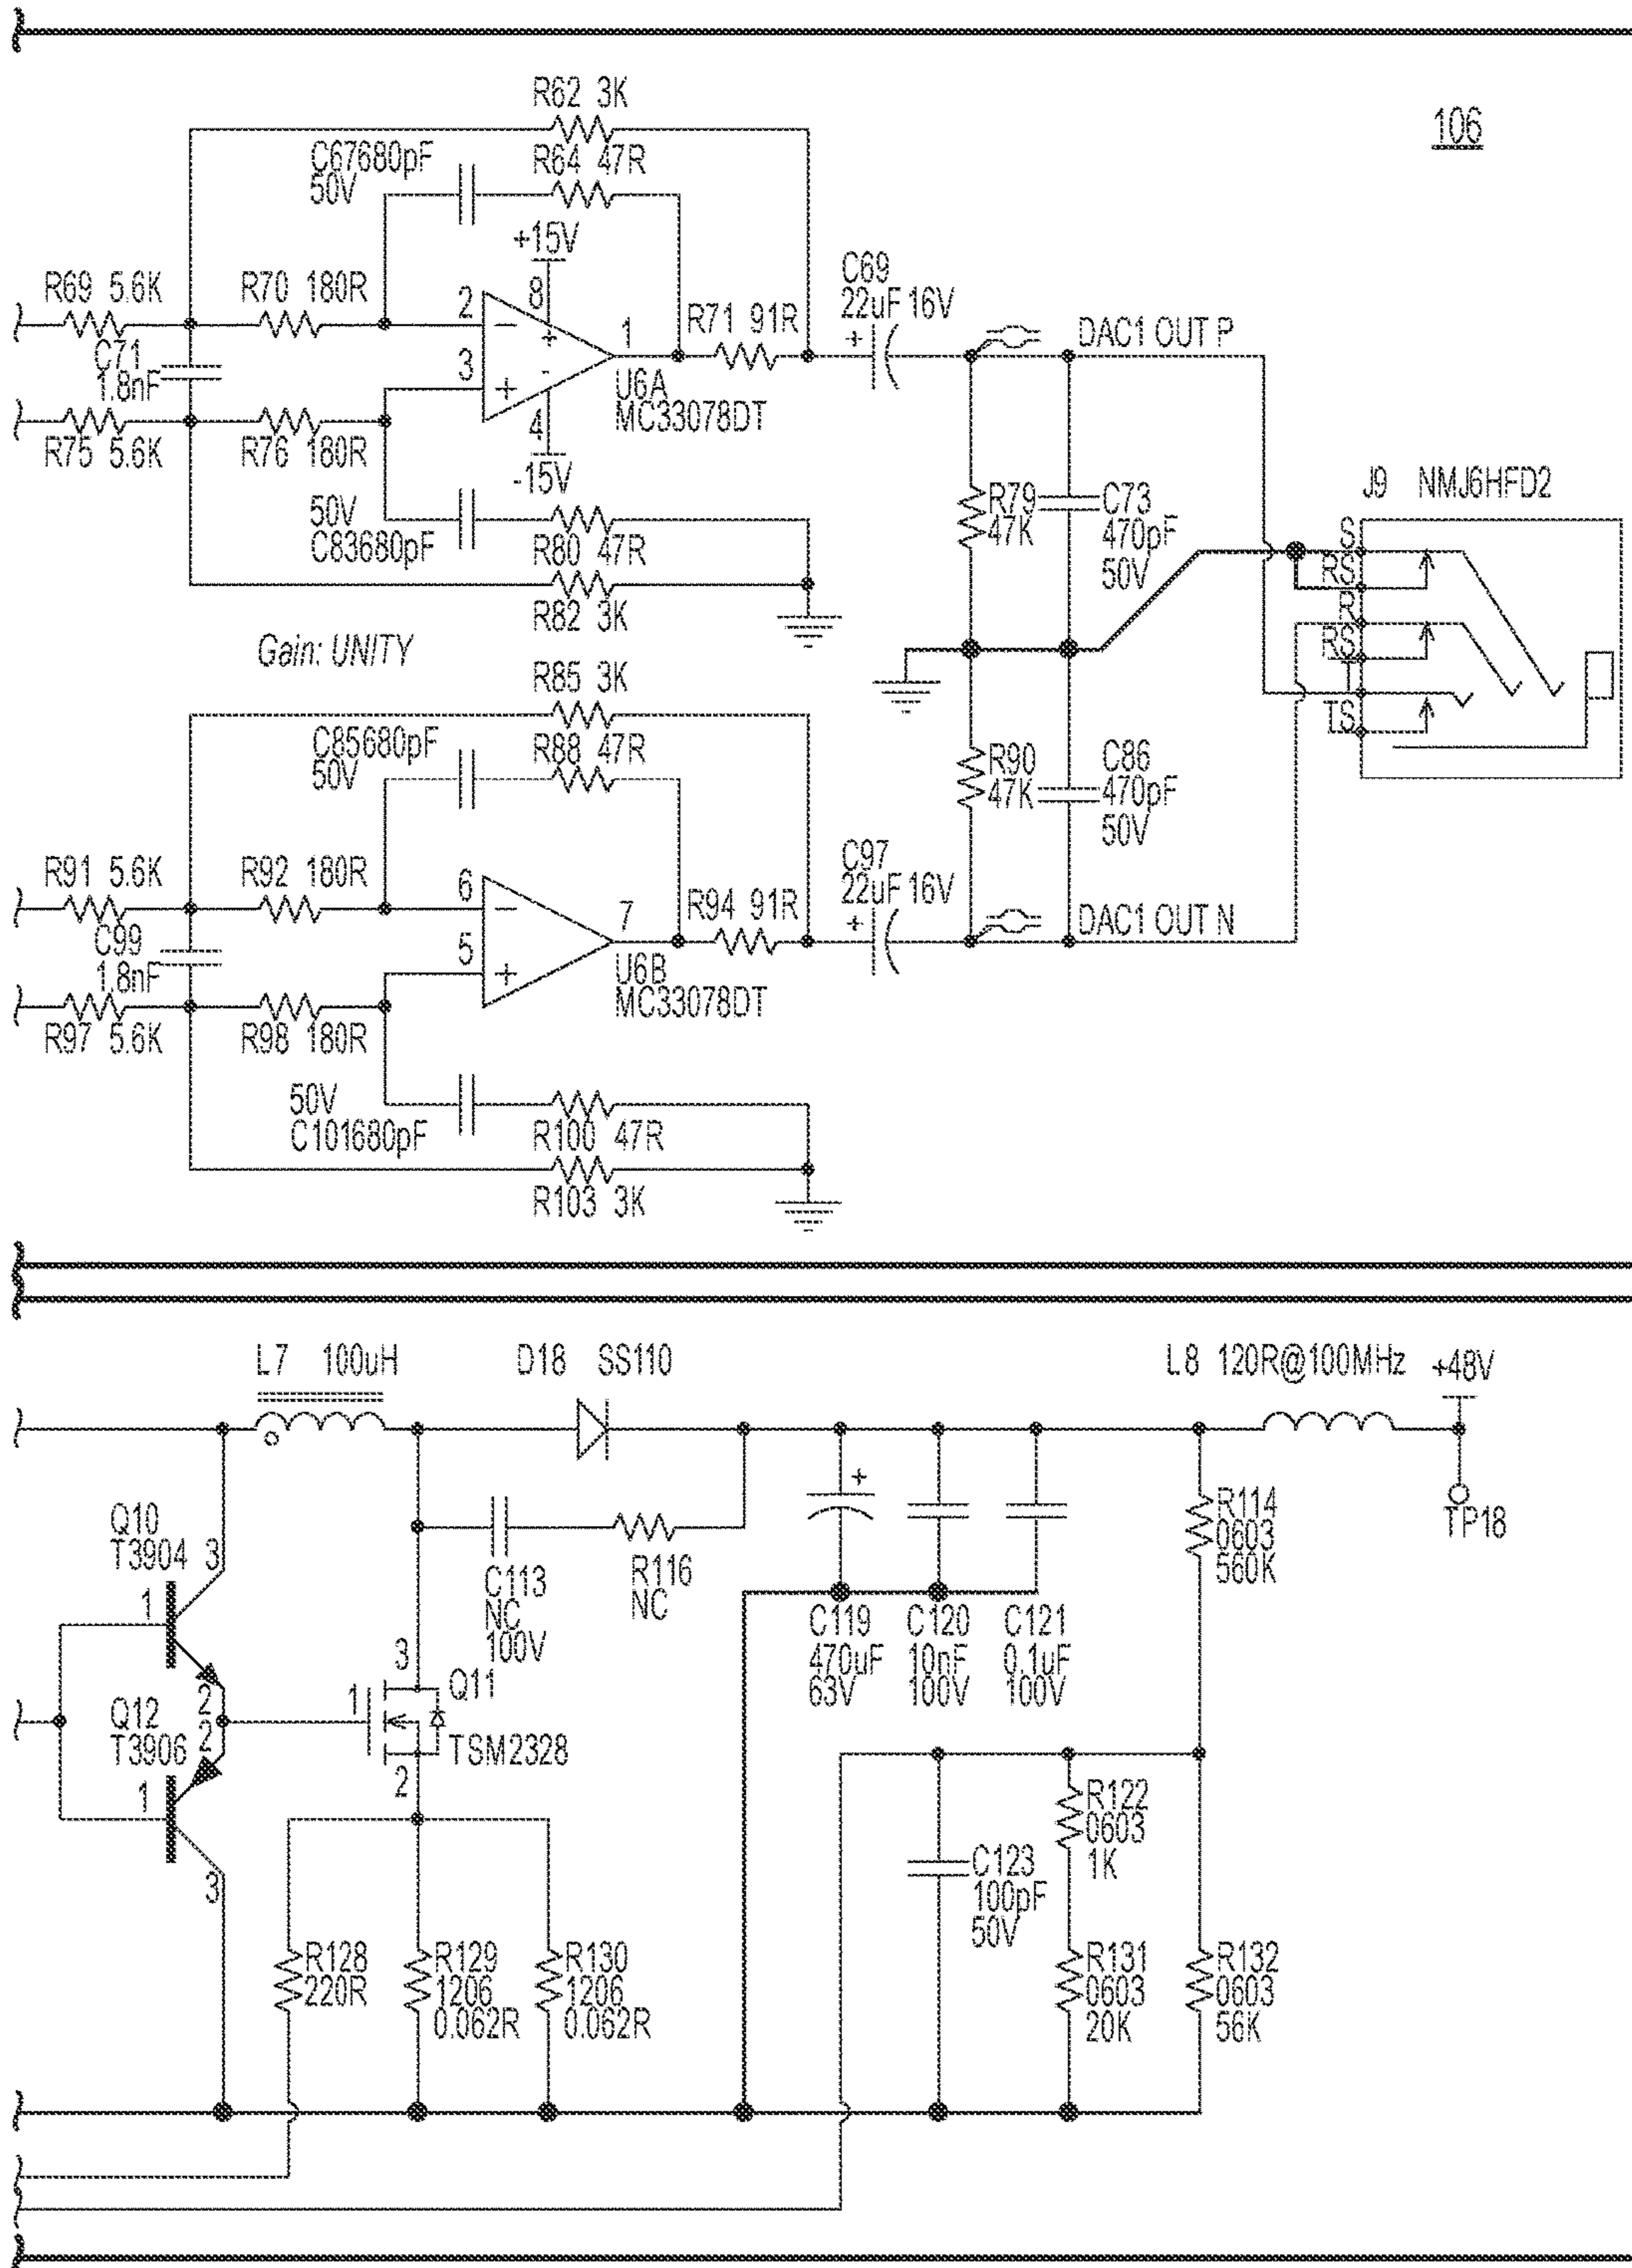 106
R62 3K
C67680pF
50V
R64 47R
+15V
R69 5.6K
R70 180R
2
8
C69
22uF 16V
+
DAC1 OUT P
C71
1.8nF
3
1
R71 91R
U6A
MC33078DT
4
-15V
R75 5.6K
R76 180R
50V
C83680pF
R80 47R
R82 3K
R79
47K
C73
470pF
50V
J9 NMJ6HFD2
S
RS
R
RS
T
TS
Gain: UNITY
R85 3K
C85680pF
50V
R88 47R
R90
47K
C86
470pF
50V
R91 5.6K
R92 180R
6
C97
22uF 16V
+
DAC1 OUT N
C99
1.8nF
5
7
R94 91R
U6B
MC33078DT
R97 5.6K
R98 180R
50V
C101680pF
R100 47R
R103 3K
L7 100uH
D18 SS110
L8 120R@100MHz
+48V
TP18
Q10
T3904
3
1
2
C113
NC
100V
R116
NC
+
C119
470uF
63V
C120
10nF
100V
C121
0.1uF
100V
R114
0603
560K
Q12
T3906
2
1
3
3
1
Q11
TSM2328
2
R122
0603
1K
C123
100pF
50V
R128
220R
R129
1206
0.062R
R130
1206
0.062R
R131
0603
20K
R132
0603
56K